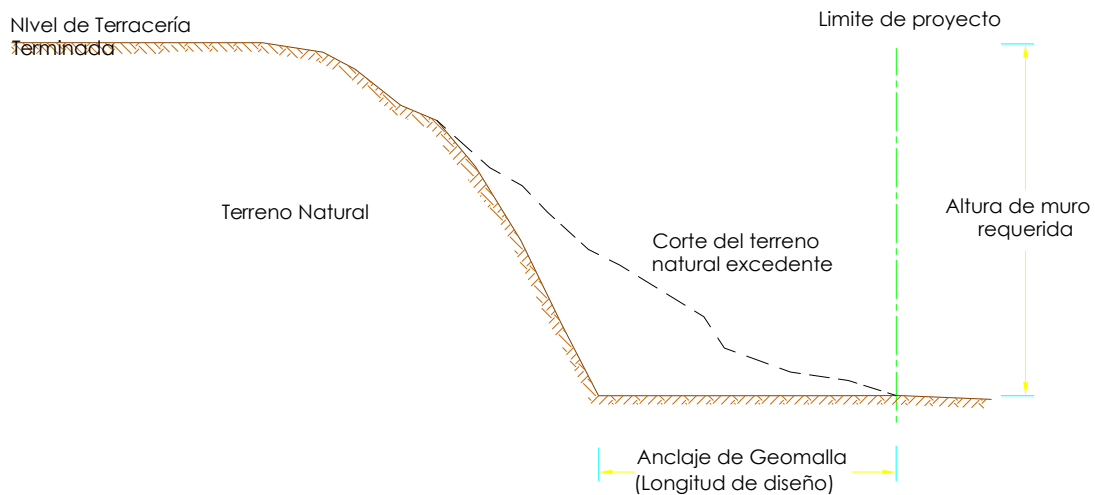 NIvel de Terracería
Terminada
Limite de proyecto
Terreno Natural
Altura de muro
requerida
Corte del terreno
natural excedente
Anclaje de Geomalla
(Longitud de diseño)